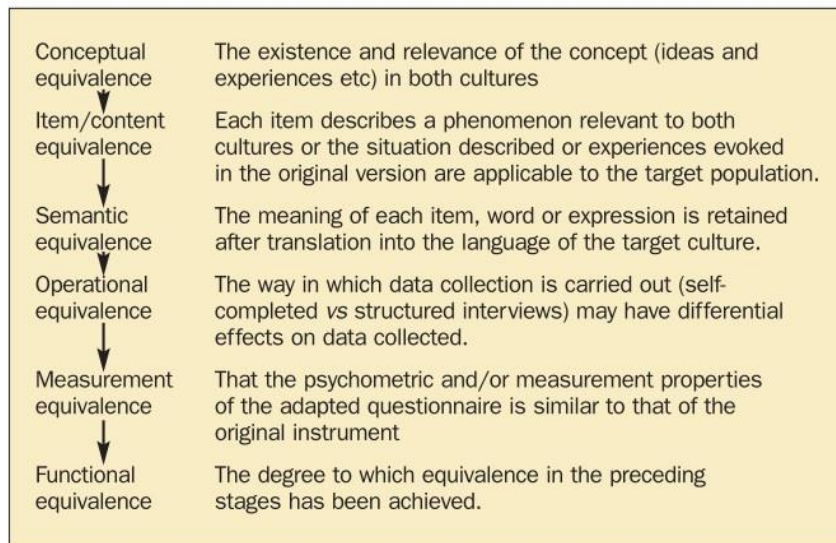 Conceptual equivalence
The existence and relevance of the concept (ideas and
experiences etc) in both cultures
Item/content equivalence
Each item describes a phenomenon relevant to both
cultures or the situation described or experiences evoked
in the original version are applicable to the target population.
Semantic equivalence
The meaning of each item, word or expression is retained
after translation into the language of the target culture.
Operational equivalence
The way in which data collection is carried out (self-
completed vs structured interviews) may have differential
effects on data collected.
Measurement equivalence
That the psychometric and/or measurement properties
of the adapted questionnaire is similar to that of the
original instrument
Functional equivalence
The degree to which equivalence in the preceding
stages has been achieved.